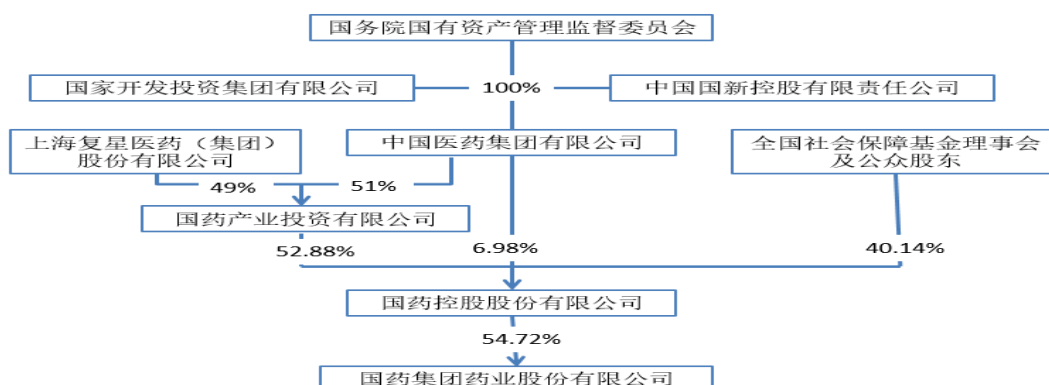 国务院国有资产管理监督委员会
国家开发投资集团有限公司
100%
中国国新控股有限责任公司
上海复星医药（集团）
股份有限公司
中国医药集团有限公司
全国社会保障基金理事会
及公众股东
49%
51%
国药产业投资有限公司
52.88%
6.98%
40.14%
国药控股股份有限公司
54.72%
国药集团药业股份有限公司